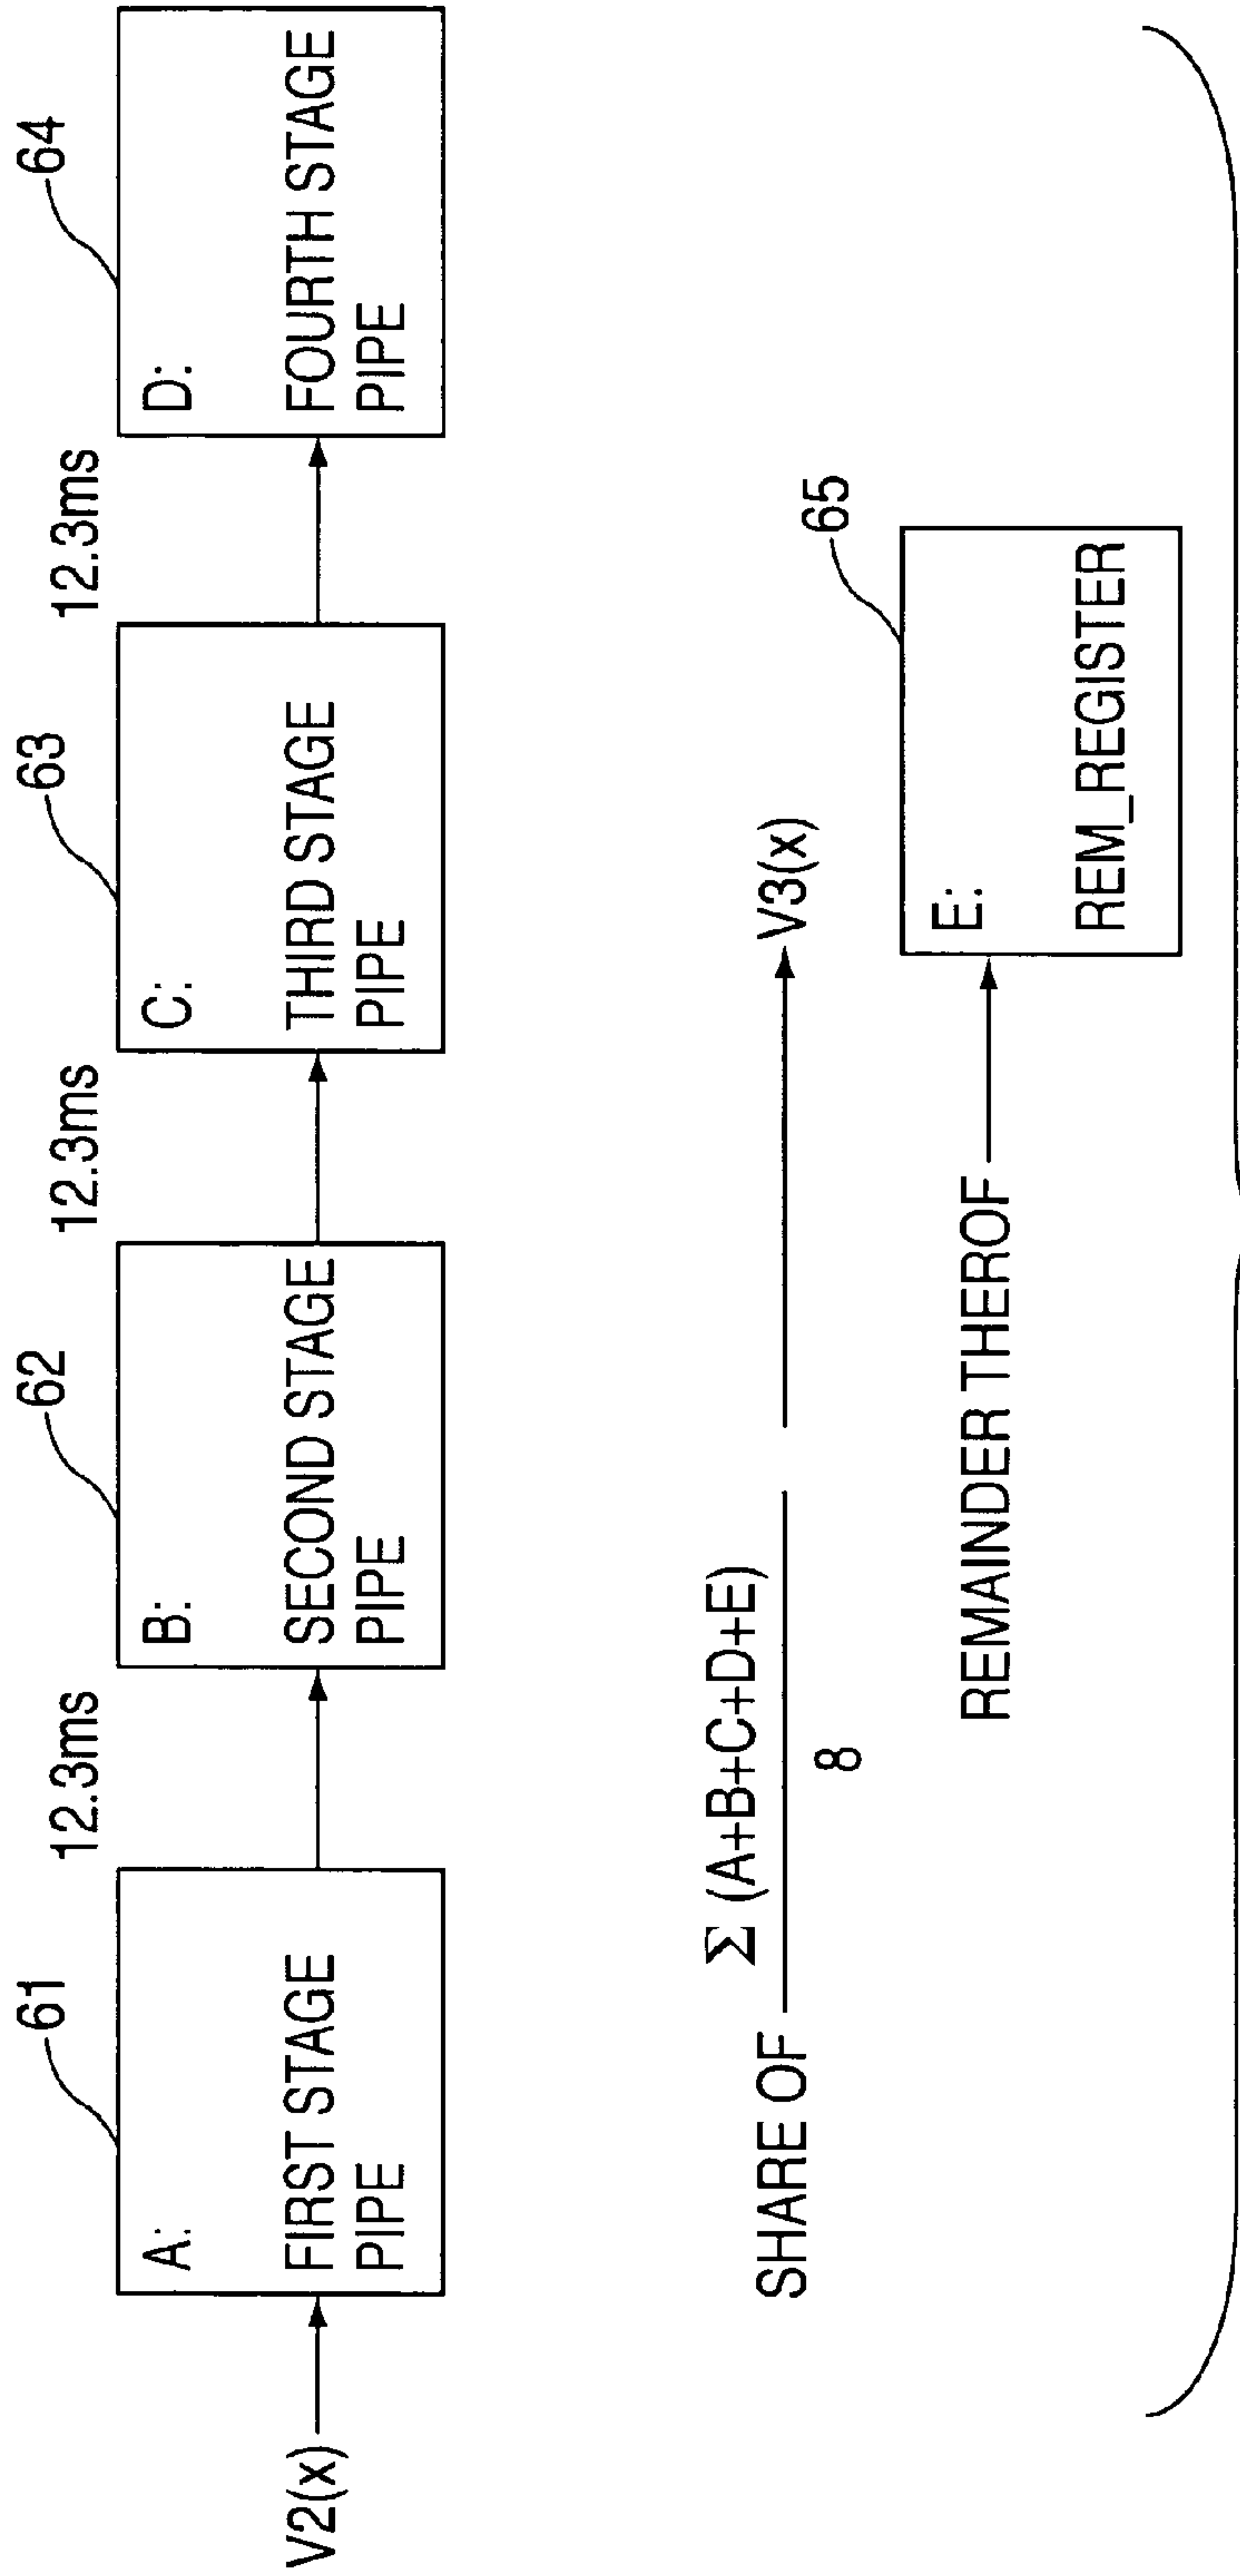 61
62
63
64
12.3ms
12.3ms
12.3ms
V2(x)
A:
FIRST STAGE
PIPE
B:
SECOND STAGE
PIPE
C:
THIRD STAGE
PIPE
D:
FOURTH STAGE
PIPE
SHARE OF
Σ (A+B+C+D+E)
8
V3(x)
65
REMAINDER THEROF
E:
REM_REGISTER